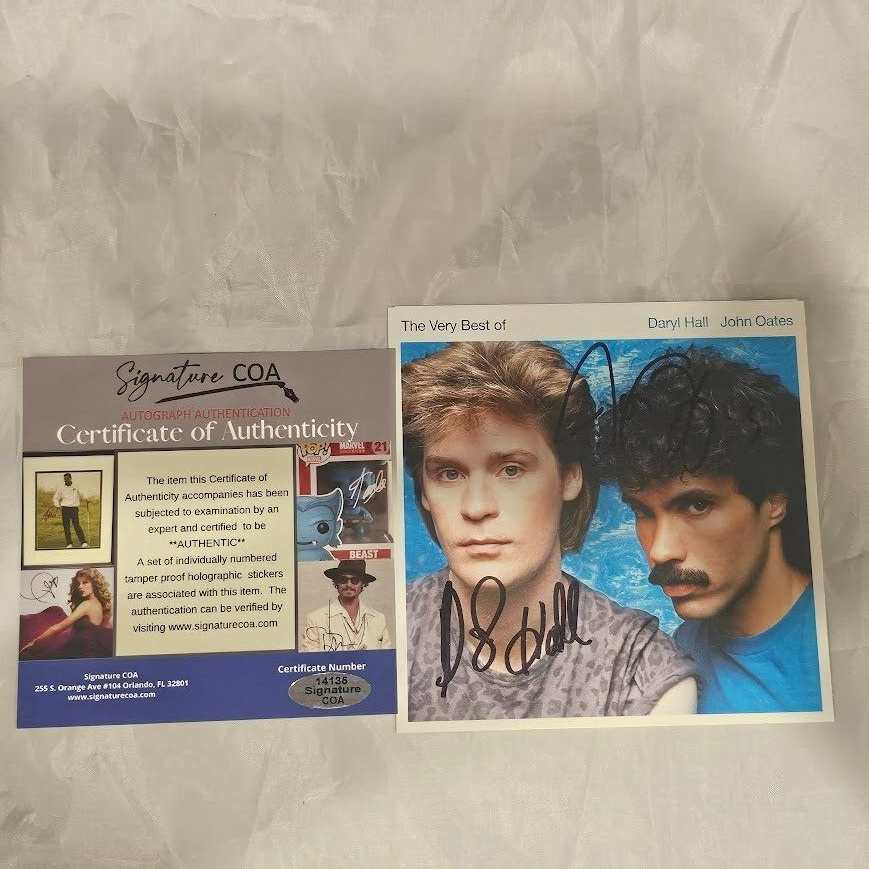 Signature COA
AUTOGRAPH AUTHENTICATION
Certificate of Authenticity
The item this Certificate of
Authenticity accompanies has been
subjected to examination by an
expert and certified to be
**AUTHENTIC**
A set of individually numbered
tamper proof holographic stickers
are associated with this item. The
authentication can be verified by
visiting www.signaturecoa.com
POP!
MARVEL
21
BEAST
Signature COA
255 S. Orange Ave #104 Orlando, FL 32801
www.signaturecoa.com
Certificate Number
14135
Signature
COA
The Very Best of
Daryl Hall John Oates
D Hall